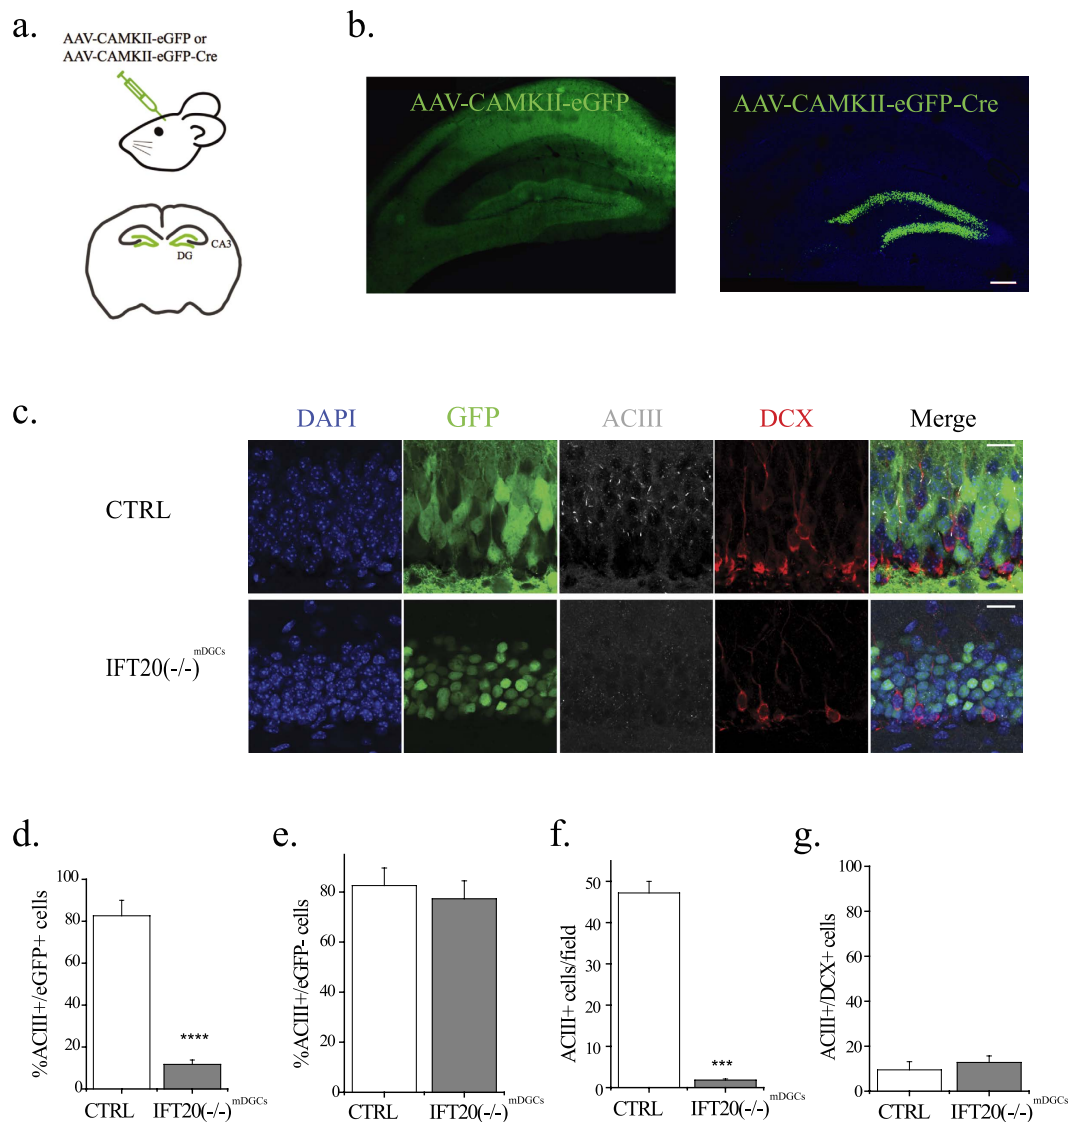 a.
AAV-CAMKII-eGFP or
AAV-CAMKII-eGFP-Cre
CA3
DG
b.
AAV-CAMKII-eGFP
AAV-CAMKII-eGFP-Cre
c.
DAPI
GFP
ACIII
DCX
Merge
CTRL
IFT20(-/-)mDGCs
d.
%ACIII+/eGFP+ cells
100
80
60
40
20
0
****
CTRL
IFT20(-/-)mDGCs
e.
%ACIII+/eGFP- cells
80
60
40
20
0
CTRL
IFT20(-/-)mDGCs
f.
ACIII+ cells/field
50
40
30
20
10
0
***
CTRL
IFT20(-/-)mDGCs
g.
ACIII+/DCX+ cells
100
80
60
40
20
0
CTRL
IFT20(-/-)mDGCs